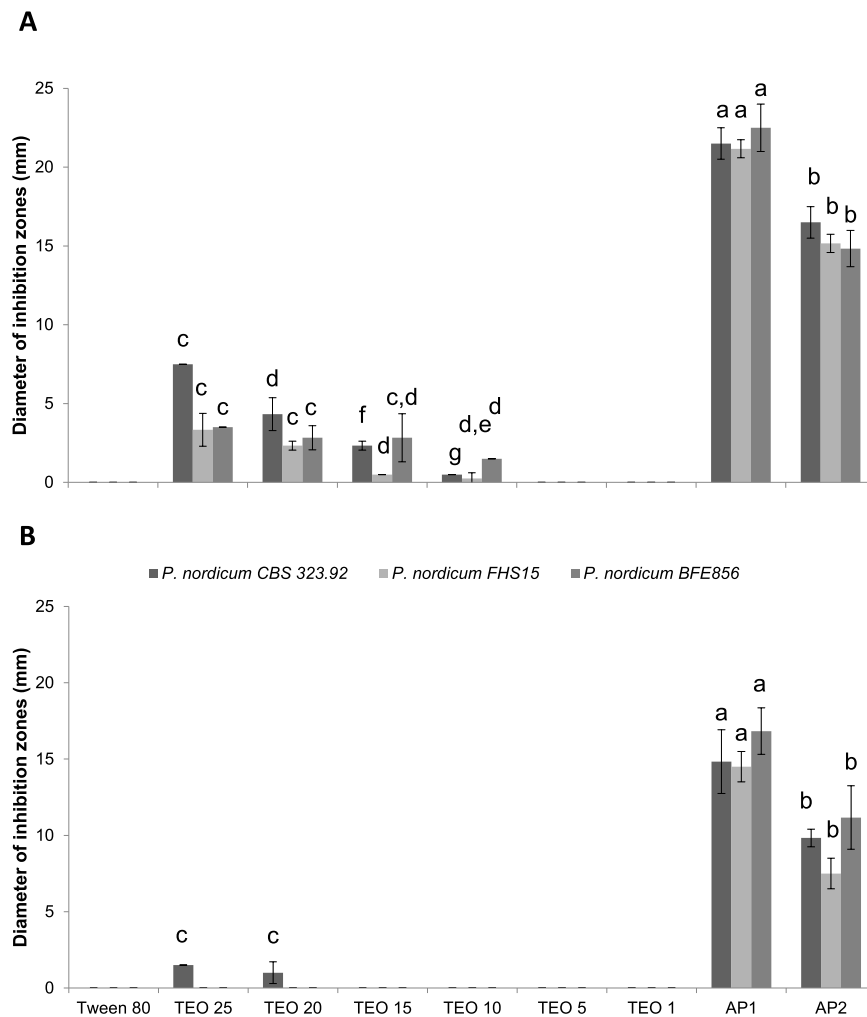 A
Diameter of inhibition zones (mm)
25
20
15
10
5
0
c
c
c
d
c
c
f
d
c,d
g
d,e
d
a
a
a
b
b
b
B
P. nordicum CBS 323.92 P. nordicum FHS15 P. nordicum BFE856
Diameter of inhibition zones (mm)
25
20
15
10
5
0
c
c
a
a
a
b
b
b
Tween 80 TEO 25 TEO 20 TEO 15 TEO 10 TEO 5 TEO 1 AP1 AP2